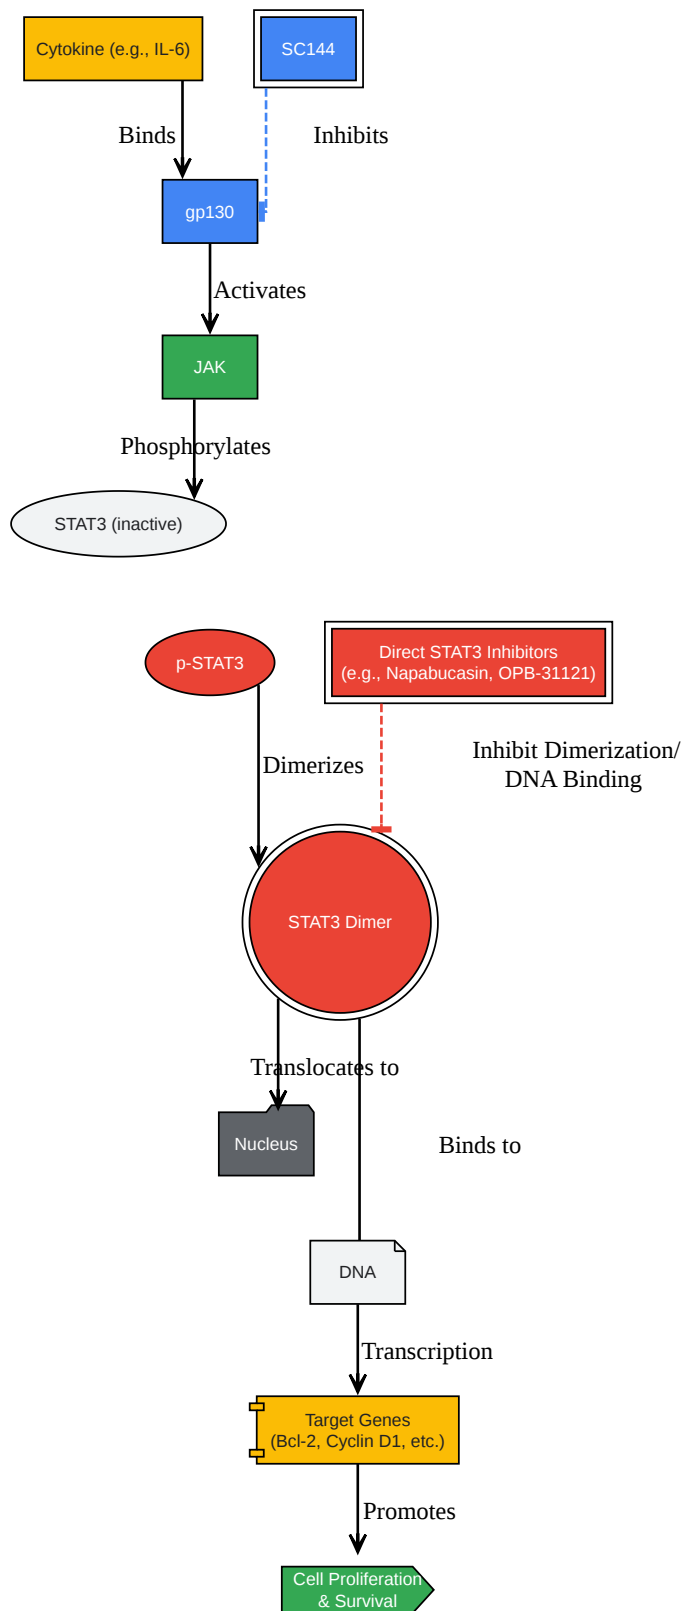 Cytokine (e.g., IL-6)
SC144
Binds
Inhibits
gp130
Activates
JAK
Phosphorylates
STAT3 (inactive)
p-STAT3
Direct STAT3 Inhibitors
(e.g., Napabucasin, OPB-31121)
Dimerizes
Inhibit Dimerization/
DNA Binding
STAT3 Dimer
Translocates to
Nucleus
Binds to
DNA
Transcription
Target Genes
(Bcl-2, Cyclin D1, etc.)
Promotes
Cell Proliferation
& Survival